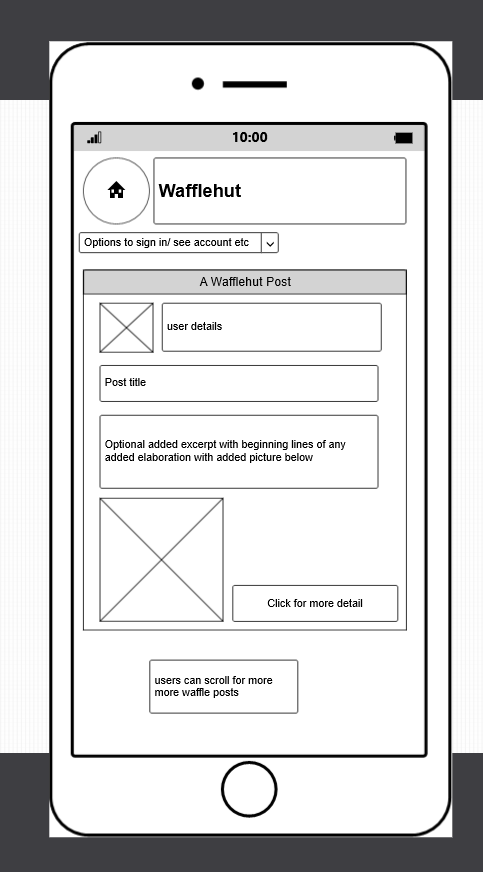 10:00
Wafflehut
Options to sign in/ see account etc
A Wafflehut Post
user details
Post title
Optional added excerpt with beginning lines of any
added elaboration with added picture below
Click for more detail
users can scroll for more
more waffle posts